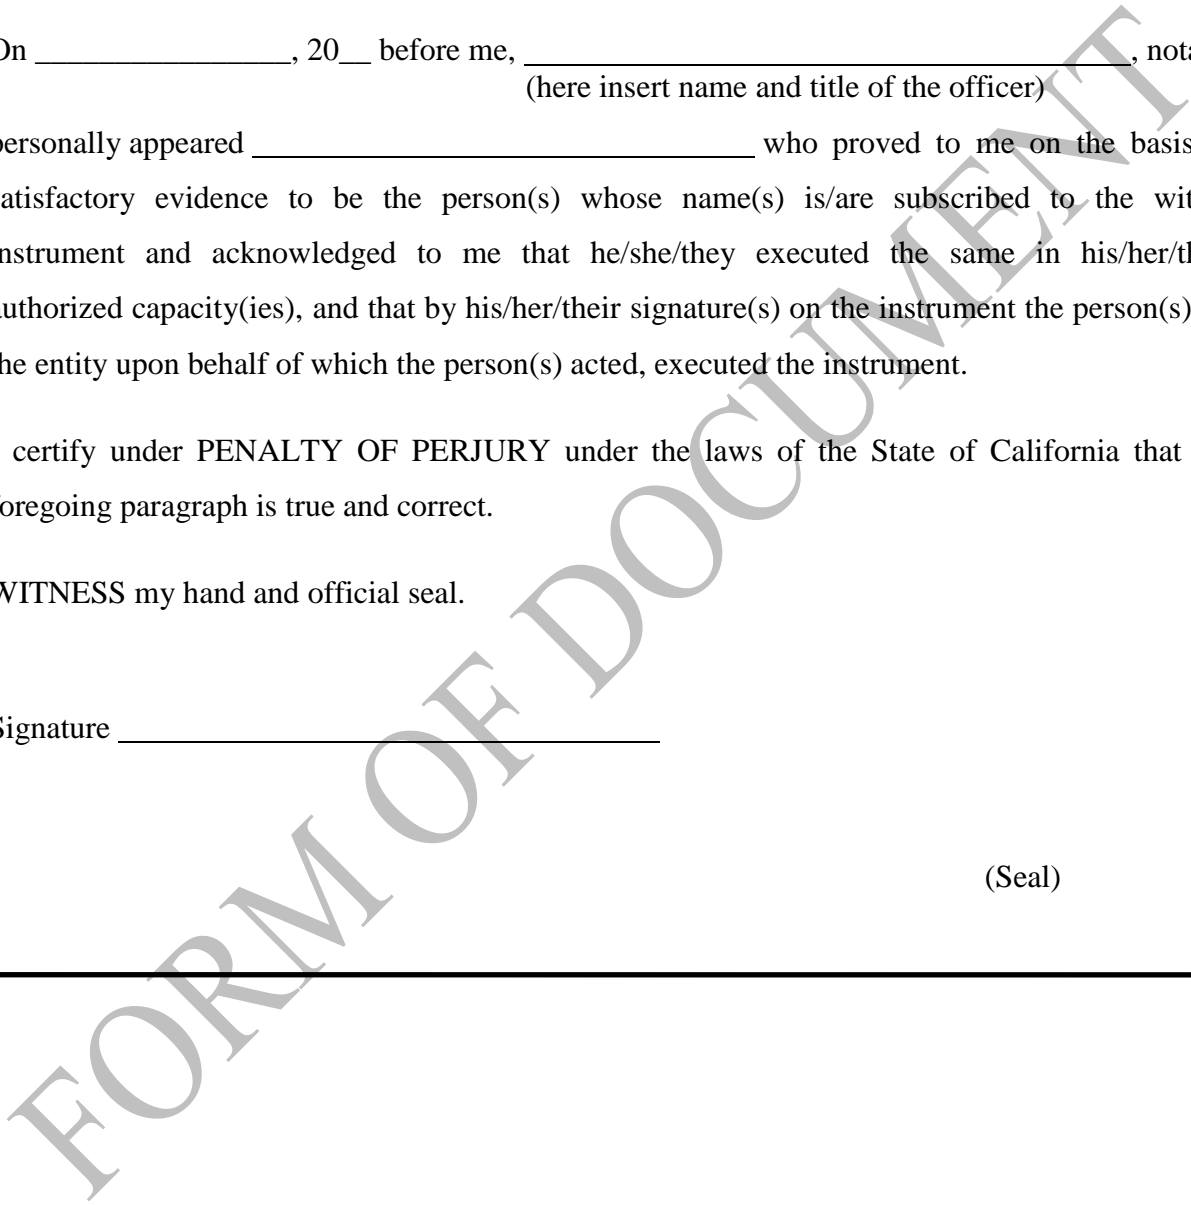 On ________________, 20__ before me, ______________________________________, nota
(here insert name and title of the officer)
personally appeared ________________________________ who proved to me on the basis
satisfactory evidence to be the person(s) whose name(s) is/are subscribed to the wit
instrument and acknowledged to me that he/she/they executed the same in his/her/th
authorized capacity(ies), and that by his/her/their signature(s) on the instrument the person(s)
the entity upon behalf of which the person(s) acted, executed the instrument.
certify under PENALTY OF PERJURY under the laws of the State of California that
foregoing paragraph is true and correct.
WITNESS my hand and official seal.
Signature __________________________________
(Seal)
FORM OF DOCUMENT